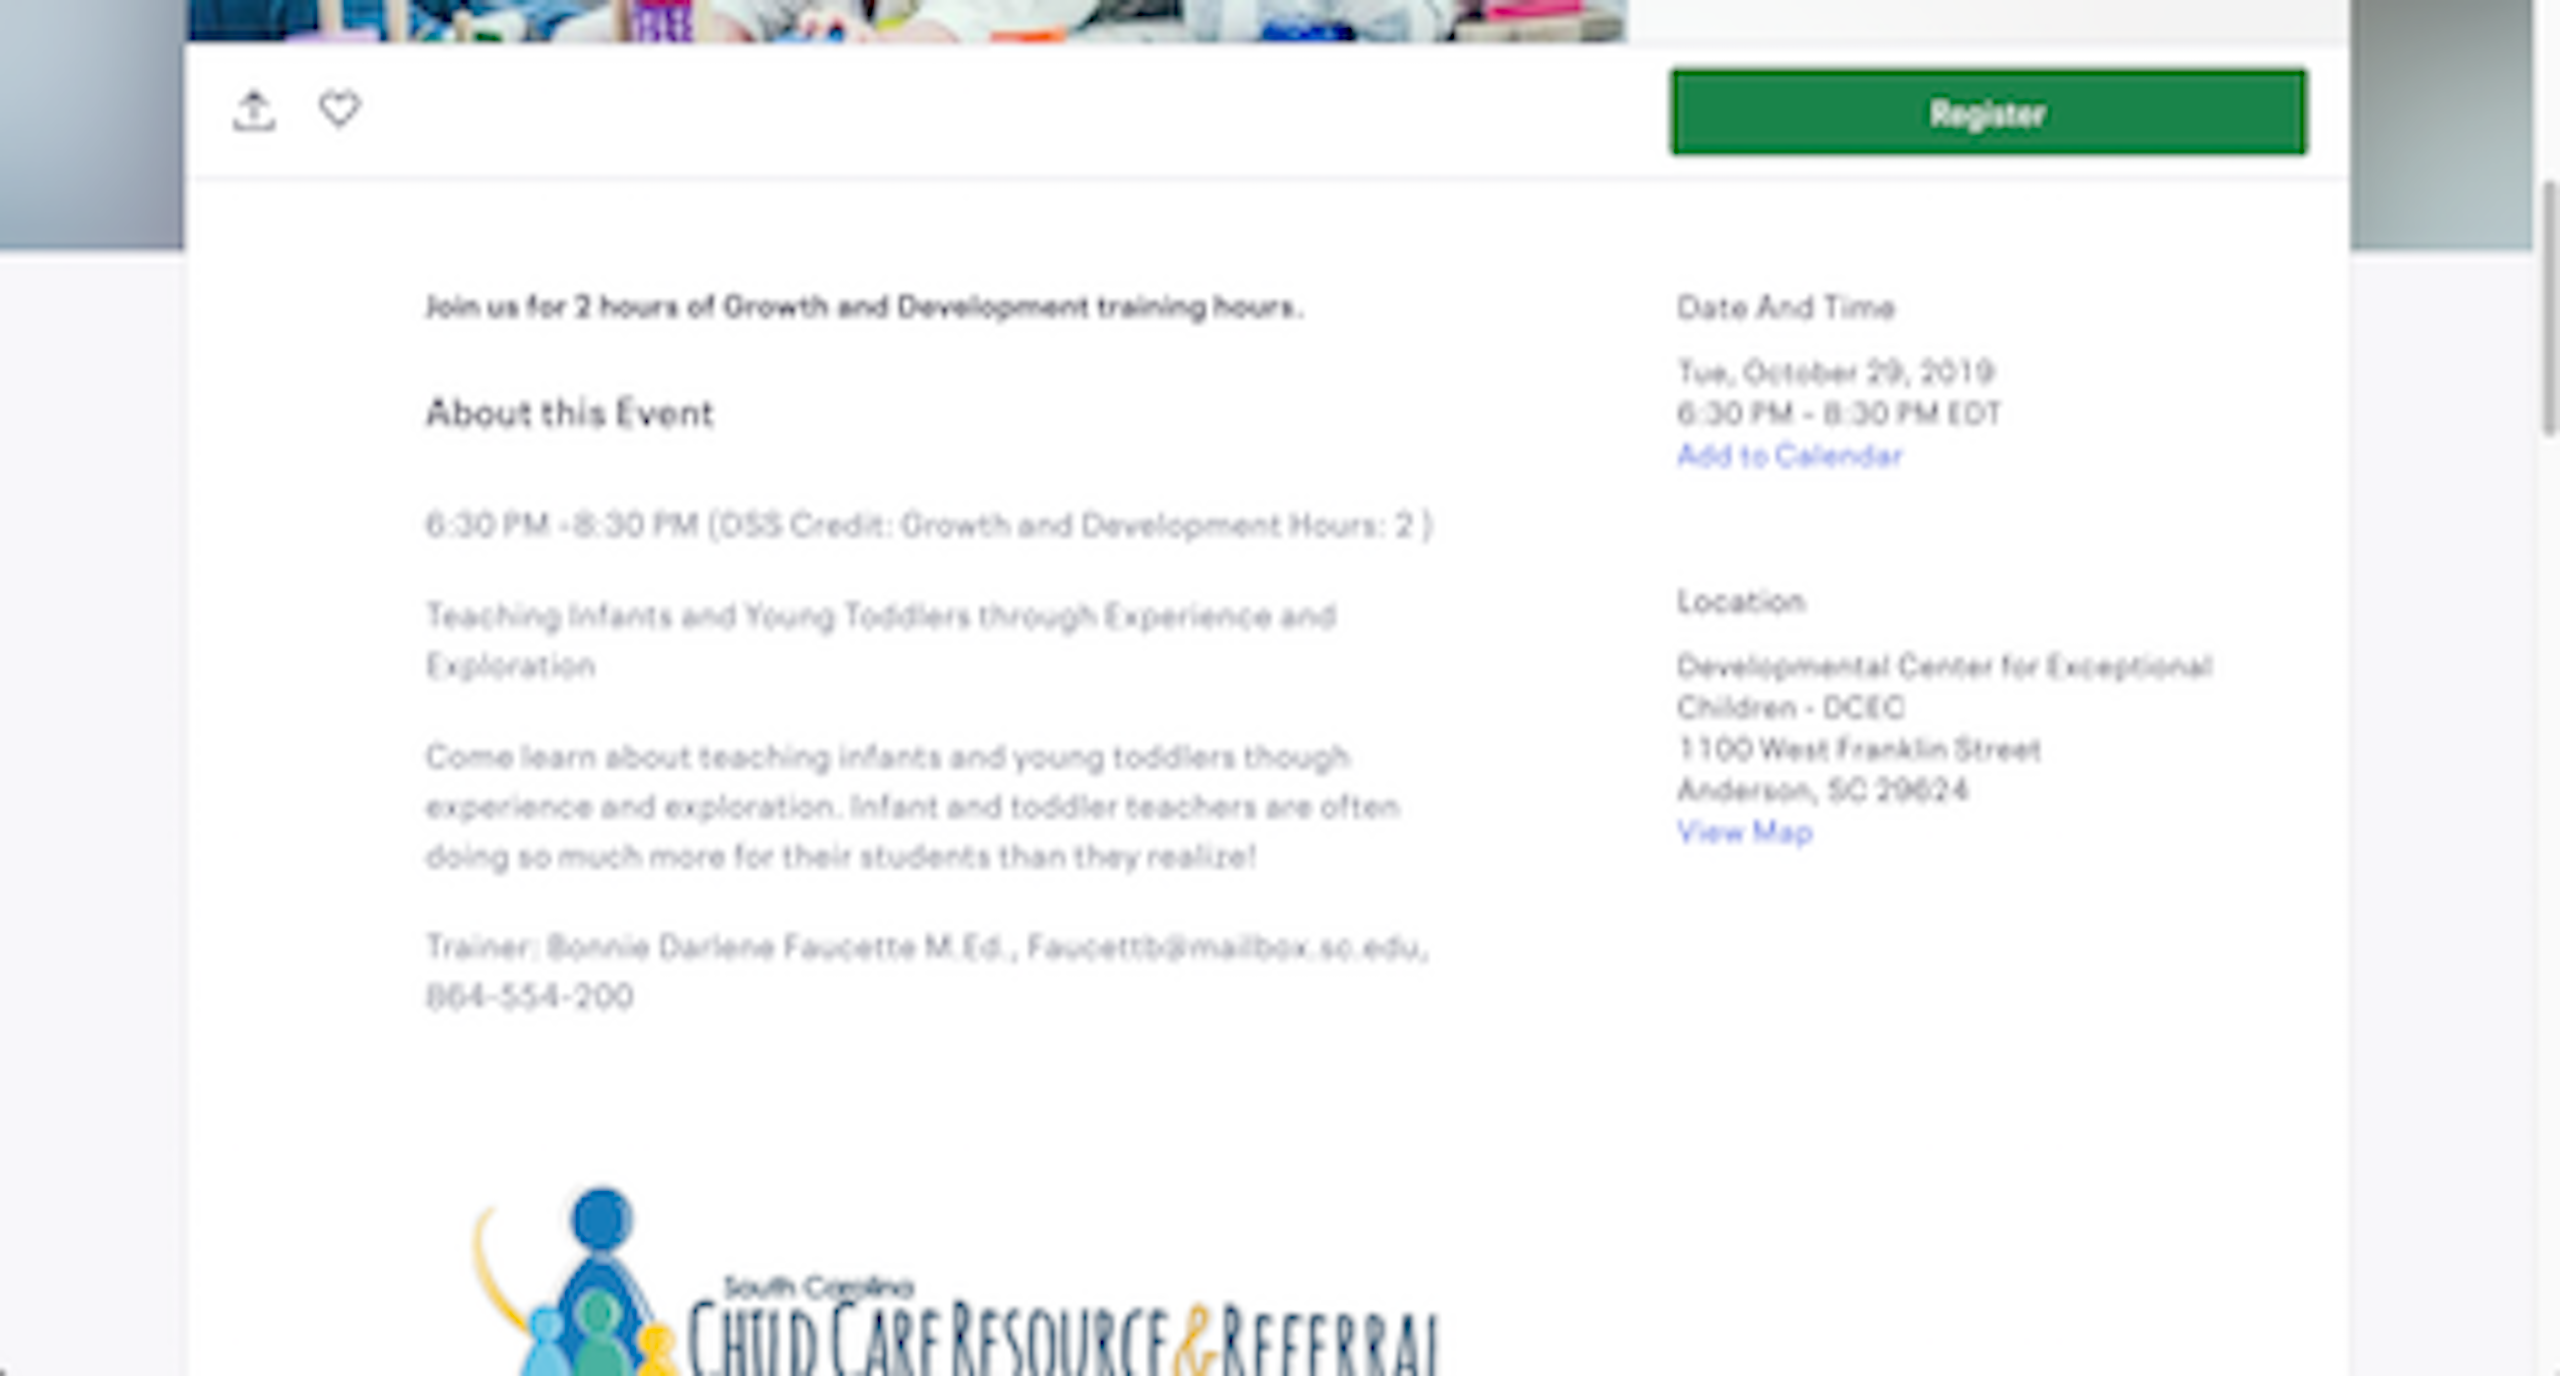 Register
Join us for 2 hours of Growth and Development training hours.
About this Event
6:30 PM -8:30 PM (DSS Credit: Growth and Development Hours: 2 )
Teaching Infants and Young Toddlers through Experience and
Exploration
Come learn about teaching infants and young toddlers though
experience and exploration. Infant and toddler teachers are often
doing so much more for their students than they realize!
Trainer: Bonnie Darlene Faucette M.Ed., Faucettb@mailbox.sc.edu,
864-554-200
Date And Time
Tue, October 29, 2019
6:30 PM - 8:30 PM EDT
Add to Calendar
Location
Developmental Center for Exceptional
Children - DCEC
1100 West Franklin Street
Anderson, SC 29624
View Map
South Carolina
CHILD CARE RESOURCE & REFERRAL